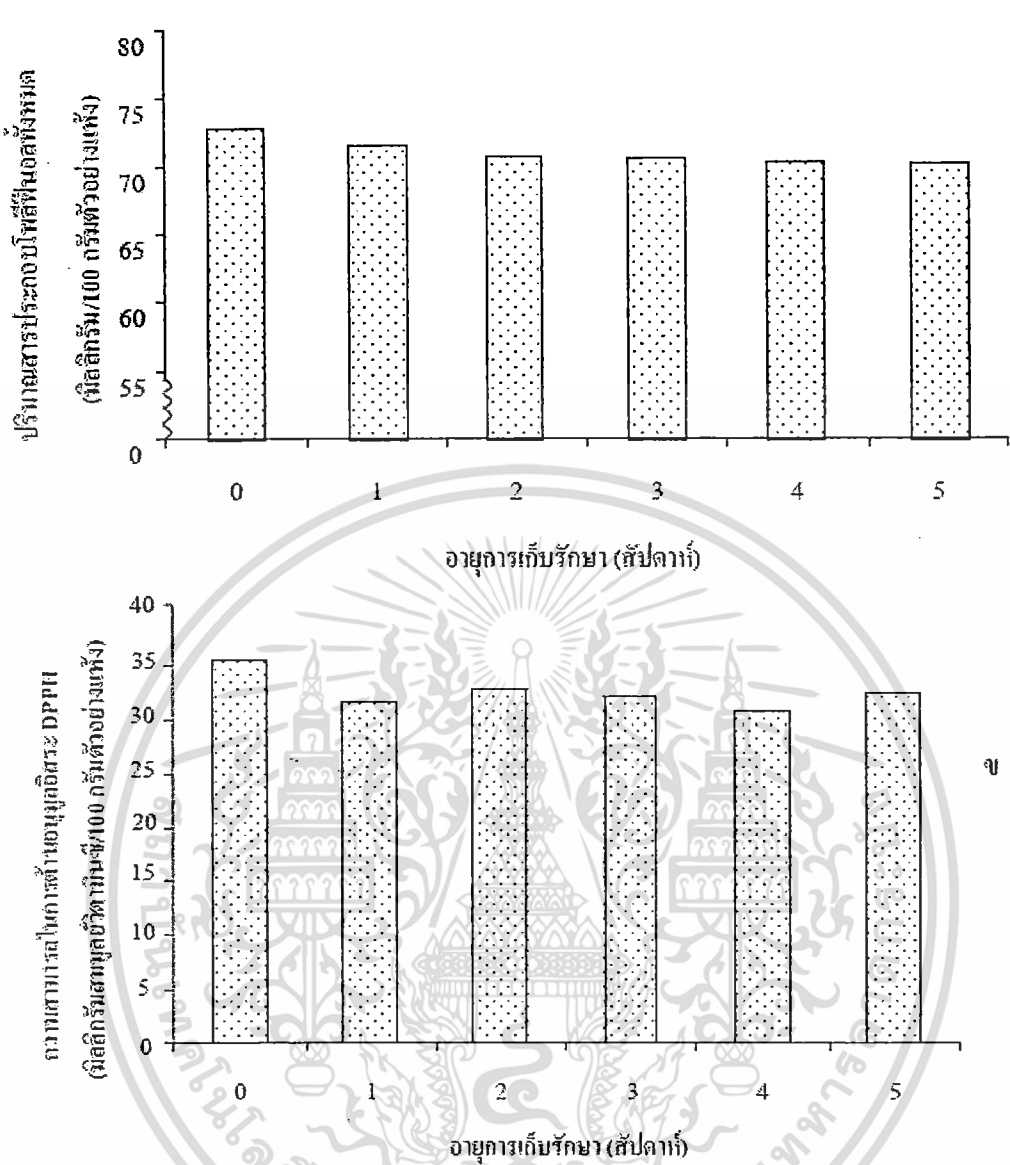 ปริมาณสารประกอบโพลีฟีนอลทั้งหมด
(มิลลิกรัม/100 กรัมตัวอย่างแห้ง)
80
75
70
65
60
55
0
0 1 2 3 4 5
อายุการเก็บรักษา (สัปดาห์)
ความสามารถในการต้านอนุมูลอิสระ DPPH
(มิลลิกรัมสมมูลย์วิตามินซี/100 กรัมตัวอย่างแห้ง)
40
35
30
25
20
15
10
5
0
ข
0 1 2 3 4 5
อายุการเก็บรักษา (สัปดาห์)